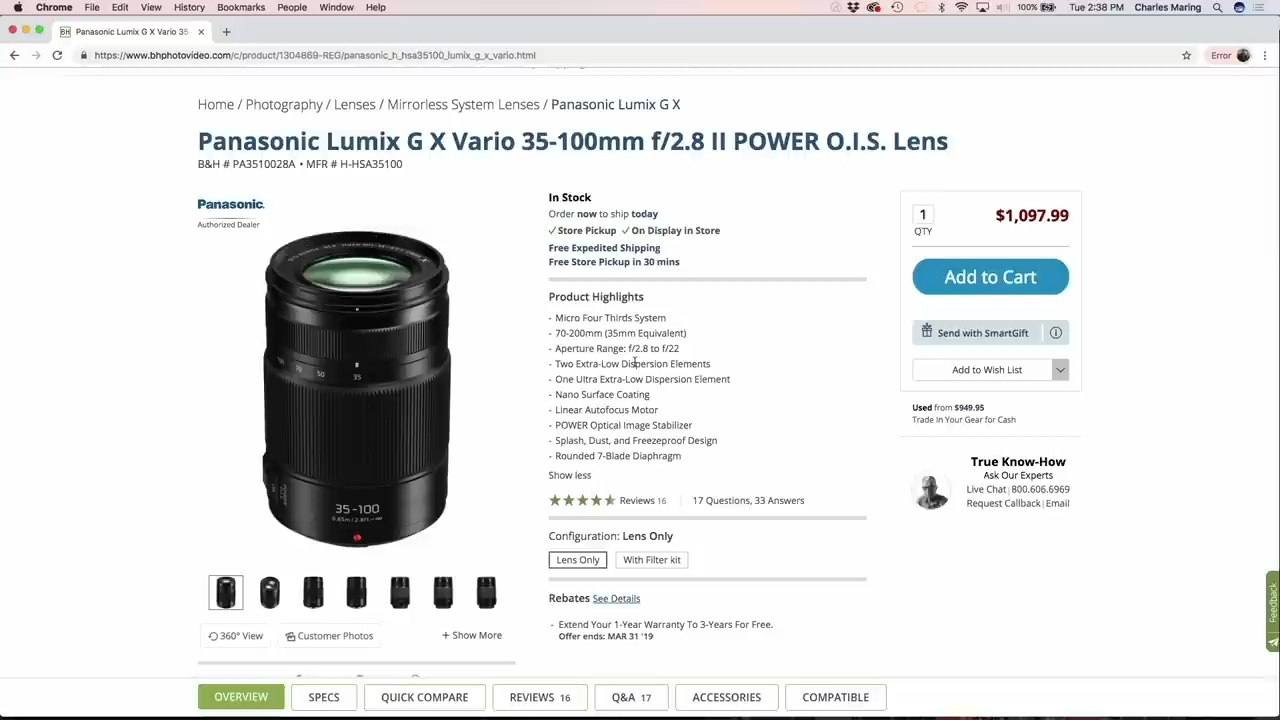 Chrome File Edit View History Bookmarks People Window Help 100% Tue 2:38 PM Charles Maring
BH Panasonic Lumix G X Vario 35
https://www.bhphotovideo.com/c/product/1304869-REG/panasonic_h_hsa35100_lumix_g_x_vario.html Error
Home / Photography / Lenses / Mirrorless System Lenses / Panasonic Lumix G X
Panasonic Lumix G X Vario 35-100mm f/2.8 II POWER O.I.S. Lens
B&H # PA3510028A • MFR # H-HSA35100
Panasonic.
Authorized Dealer
100 70 50 35
35-100
0.85m / 2.8ft - ∞
In Stock
Order now to ship today
✓Store Pickup ✓On Display in Store
Free Expedited Shipping
Free Store Pickup in 30 mins
Product Highlights
- Micro Four Thirds System
- 70-200mm (35mm Equivalent)
- Aperture Range: f/2.8 to f/22
- Two Extra-Low Dispersion Elements
- One Ultra Extra-Low Dispersion Element
- Nano Surface Coating
- Linear Autofocus Motor
- POWER Optical Image Stabilizer
- Splash, Dust, and Freezeproof Design
- Rounded 7-Blade Diaphragm
Show less
Reviews 16 17 Questions, 33 Answers
Configuration: Lens Only
Lens Only With Filter kit
Rebates See Details
- Extend Your 1-Year Warranty To 3-Years For Free.
Offer ends: MAR 31 '19
1 $1,097.99
QTY
Add to Cart
Send with SmartGift
Add to Wish List
Used from $949.95
Trade In Your Gear for Cash
True Know-How
Ask Our Experts
Live Chat | 800.606.6969
Request Callback | Email
360° View Customer Photos + Show More
Feedback
OVERVIEW SPECS QUICK COMPARE REVIEWS 16 Q&A 17 ACCESSORIES COMPATIBLE